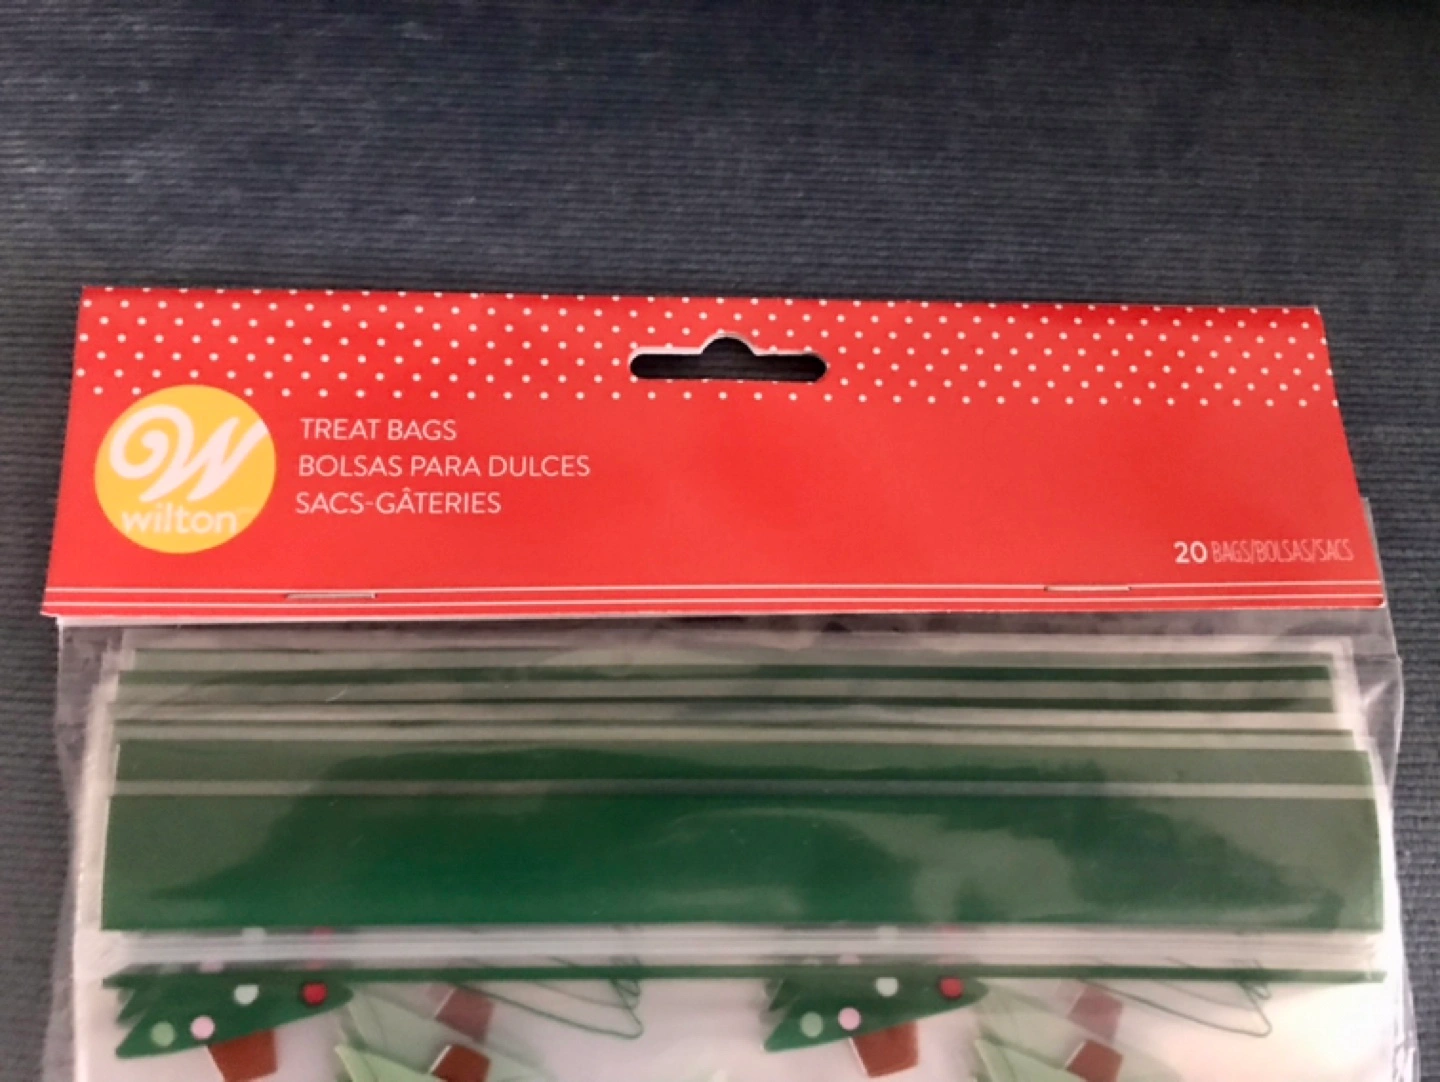 wilton
TREAT BAGS
BOLSAS PARA DULCES
SACS-GÂTERIES
20 BAGS/BOLSAS/SACS